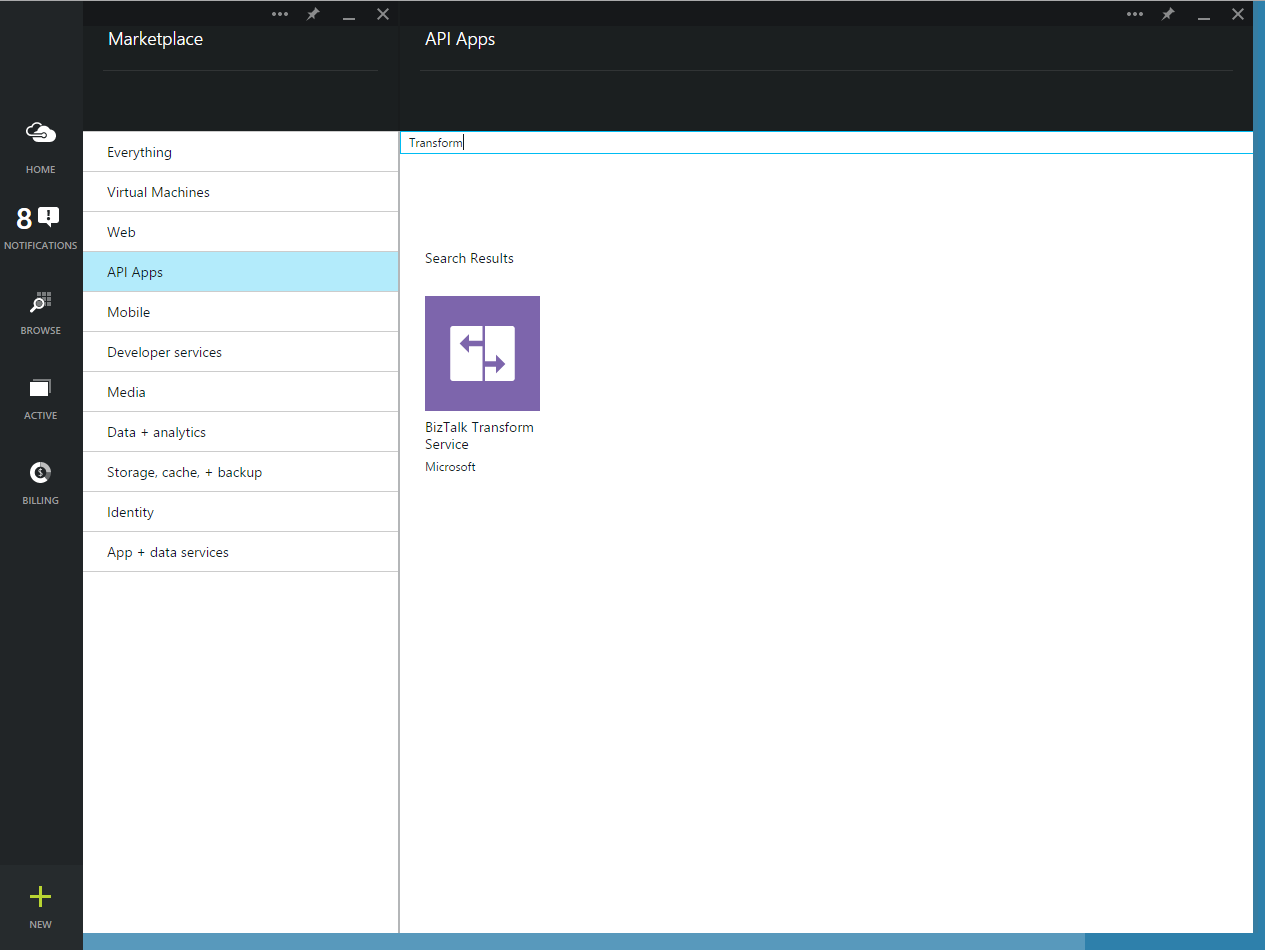 HOME
8
NOTIFICATIONS
BROWSE
ACTIVE
BILLING
NEW
Marketplace
Everything
Virtual Machines
Web
API Apps
Mobile
Developer services
Media
Data + analytics
Storage, cache, + backup
Identity
App + data services
API Apps
Transform
Search Results
BizTalk Transform
Service
Microsoft